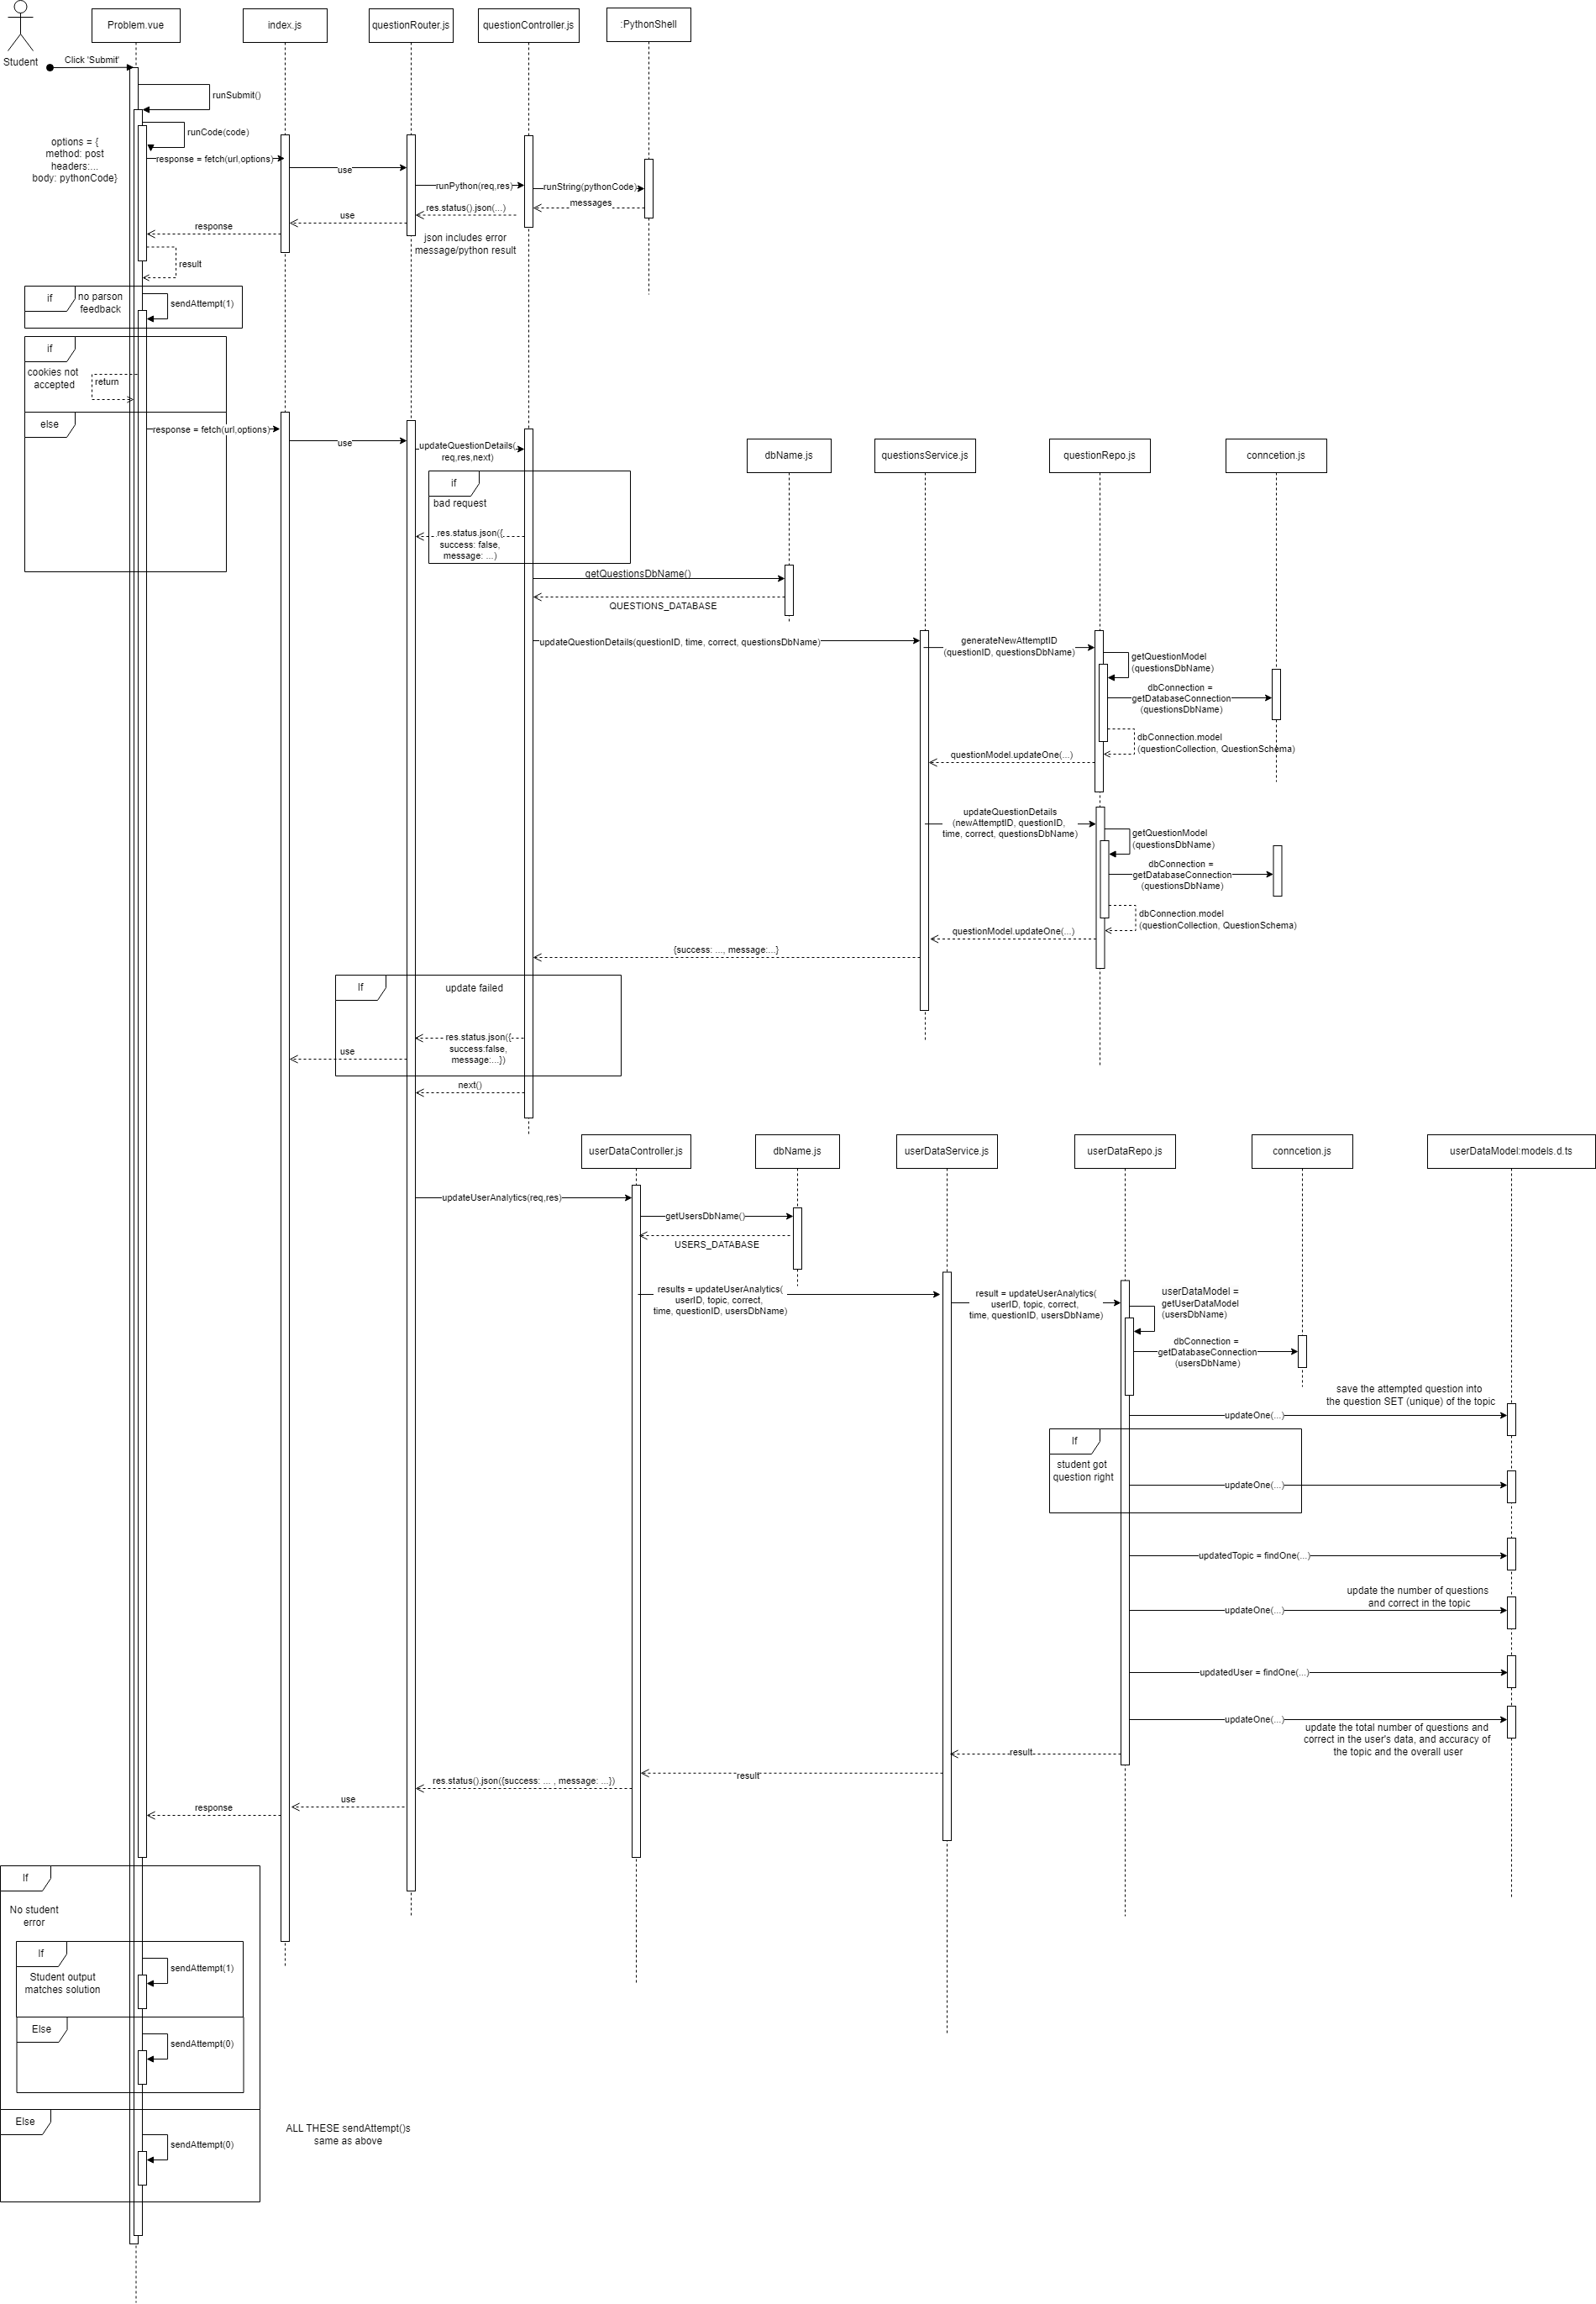 Student
Problem.vue
index.js
questionRouter.js
questionController.js
:PythonShell
Click 'Submit'
runSubmit()
runCode(code)
options = {
method: post
headers:...
body: pythonCode}
response = fetch(url,options)
use
runPython(req,res)
runString(pythonCode)
messages
res.status().json(...)
use
response
json includes error
message/python result
result
if
no parson
feedback
sendAttempt(1)
if
cookies not
accepted
return
else
response = fetch(url,options)
use
updateQuestionDetails(
req,res,next)
dbName.js
questionsService.js
questionRepo.js
conncetion.js
if
bad request
res.status.json({
success: false,
message: ...)
getQuestionsDbName()
QUESTIONS_DATABASE
updateQuestionDetails(questionID, time, correct, questionsDbName)
generateNewAttemptID
(questionID, questionsDbName)
getQuestionModel
(questionsDbName)
dbConnection =
getDatabaseConnection
(questionsDbName)
dbConnection.model
(questionCollection, QuestionSchema)
questionModel.updateOne(...)
updateQuestionDetails
(newAttemptID, questionID,
time, correct, questionsDbName)
getQuestionModel
(questionsDbName)
dbConnection =
getDatabaseConnection
(questionsDbName)
dbConnection.model
(questionCollection, QuestionSchema)
questionModel.updateOne(...)
{success: ..., message:...}
If
update failed
res.status.json({
success:false,
message:...})
use
next()
userDataController.js
dbName.js
userDataService.js
userDataRepo.js
conncetion.js
userDataModel:models.d.ts
updateUserAnalytics(req,res)
getUsersDbName()
USERS_DATABASE
results = updateUserAnalytics(
userID, topic, correct,
time, questionID, usersDbName)
result = updateUserAnalytics(
userID, topic, correct,
time, questionID, usersDbName)
userDataModel =
getUserDataModel
(usersDbName)
dbConnection =
getDatabaseConnection
(usersDbName)
save the attempted question into
the question SET (unique) of the topic
updateOne(...)
If
student got
question right
updateOne(...)
updatedTopic = findOne(...)
update the number of questions
and correct in the topic
updateOne(...)
updatedUser = findOne(...)
updateOne(...)
update the total number of questions and
correct in the user's data, and accuracy of
the topic and the overall user
result
result
res.status().json({success: ... , message: ...})
use
response
If
No student
error
If
Student output
matches solution
sendAttempt(1)
Else
sendAttempt(0)
Else
sendAttempt(0)
ALL THESE sendAttempt()s
same as above